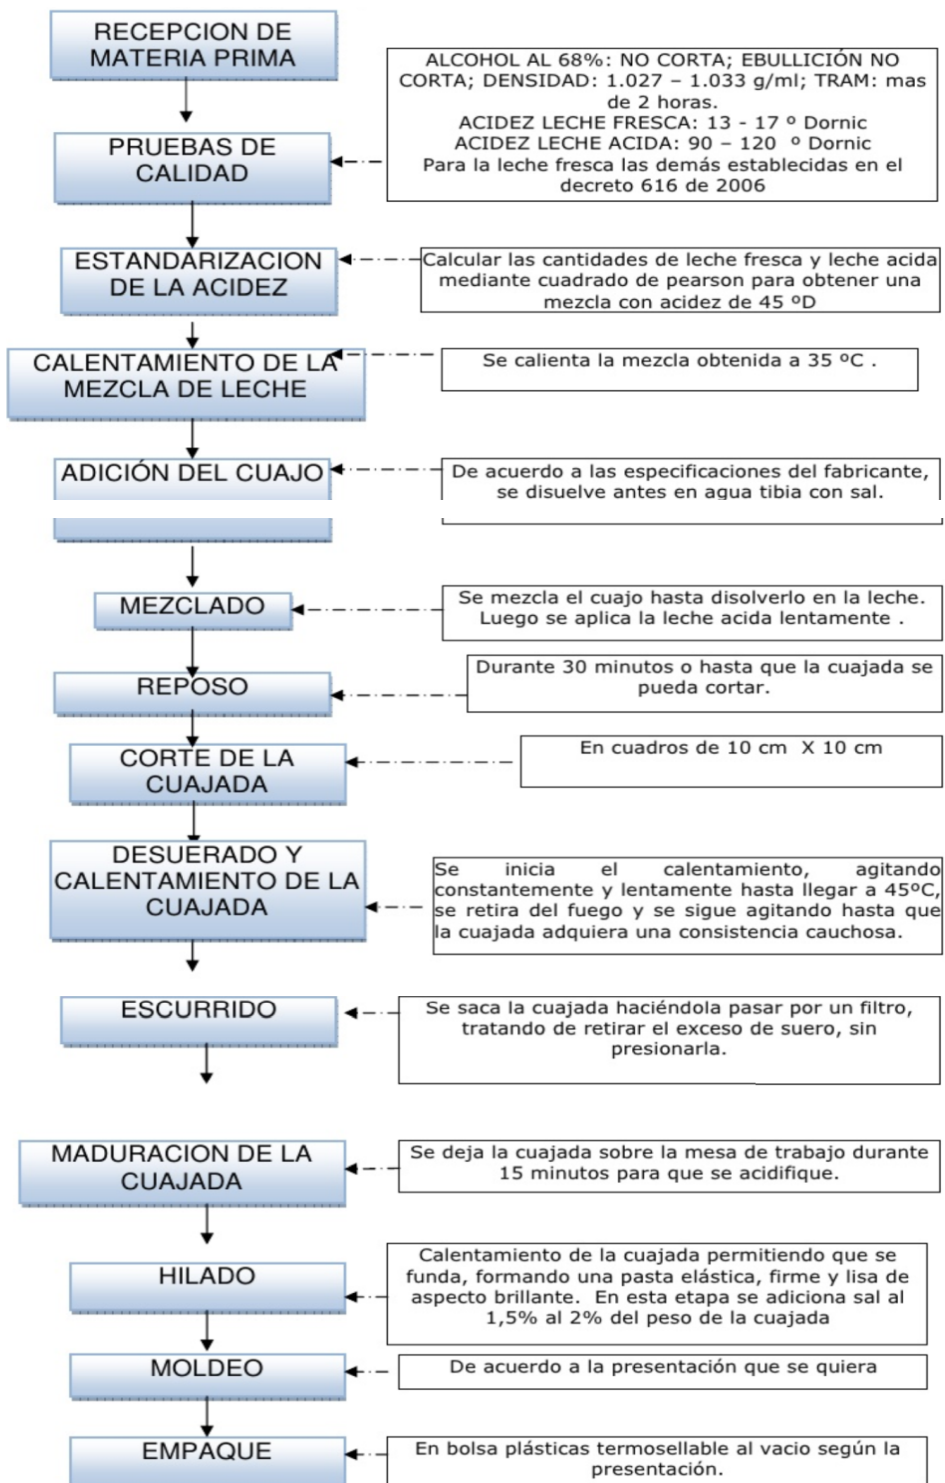 RECEPCION DE
MATERIA PRIMA
ALCOHOL AL 68%: NO CORTA; EBULLICIÓN NO
CORTA; DENSIDAD: 1.027 – 1.033 g/ml; TRAM: mas
de 2 horas.
ACIDEZ LECHE FRESCA: 13 - 17 º Dornic
ACIDEZ LECHE ACIDA: 90 – 120 º Dornic
Para la leche fresca las demás establecidas en el
decreto 616 de 2006
PRUEBAS DE
CALIDAD
ESTANDARIZACION
DE LA ACIDEZ
Calcular las cantidades de leche fresca y leche acida
mediante cuadrado de pearson para obtener una
mezcla con acidez de 45 ºD
CALENTAMIENTO DE LA
MEZCLA DE LECHE
Se calienta la mezcla obtenida a 35 ºC .
ADICIÓN DEL CUAJO
De acuerdo a las especificaciones del fabricante,
se disuelve antes en agua tibia con sal.
MEZCLADO
Se mezcla el cuajo hasta disolverlo en la leche.
Luego se aplica la leche acida lentamente .
REPOSO
Durante 30 minutos o hasta que la cuajada se
pueda cortar.
CORTE DE LA
CUAJADA
En cuadros de 10 cm X 10 cm
DESUERADO Y
CALENTAMIENTO DE LA
CUAJADA
Se inicia el calentamiento, agitando
constantemente y lentamente hasta llegar a 45ºC,
se retira del fuego y se sigue agitando hasta que
la cuajada adquiera una consistencia cauchosa.
ESCURRIDO
Se saca la cuajada haciéndola pasar por un filtro,
tratando de retirar el exceso de suero, sin
presionarla.
MADURACION DE LA
CUAJADA
Se deja la cuajada sobre la mesa de trabajo durante
15 minutos para que se acidifique.
HILADO
Calentamiento de la cuajada permitiendo que se
funda, formando una pasta elástica, firme y lisa de
aspecto brillante. En esta etapa se adiciona sal al
1,5% al 2% del peso de la cuajada
MOLDEO
De acuerdo a la presentación que se quiera
EMPAQUE
En bolsa plásticas termosellable al vacio según la
presentación.